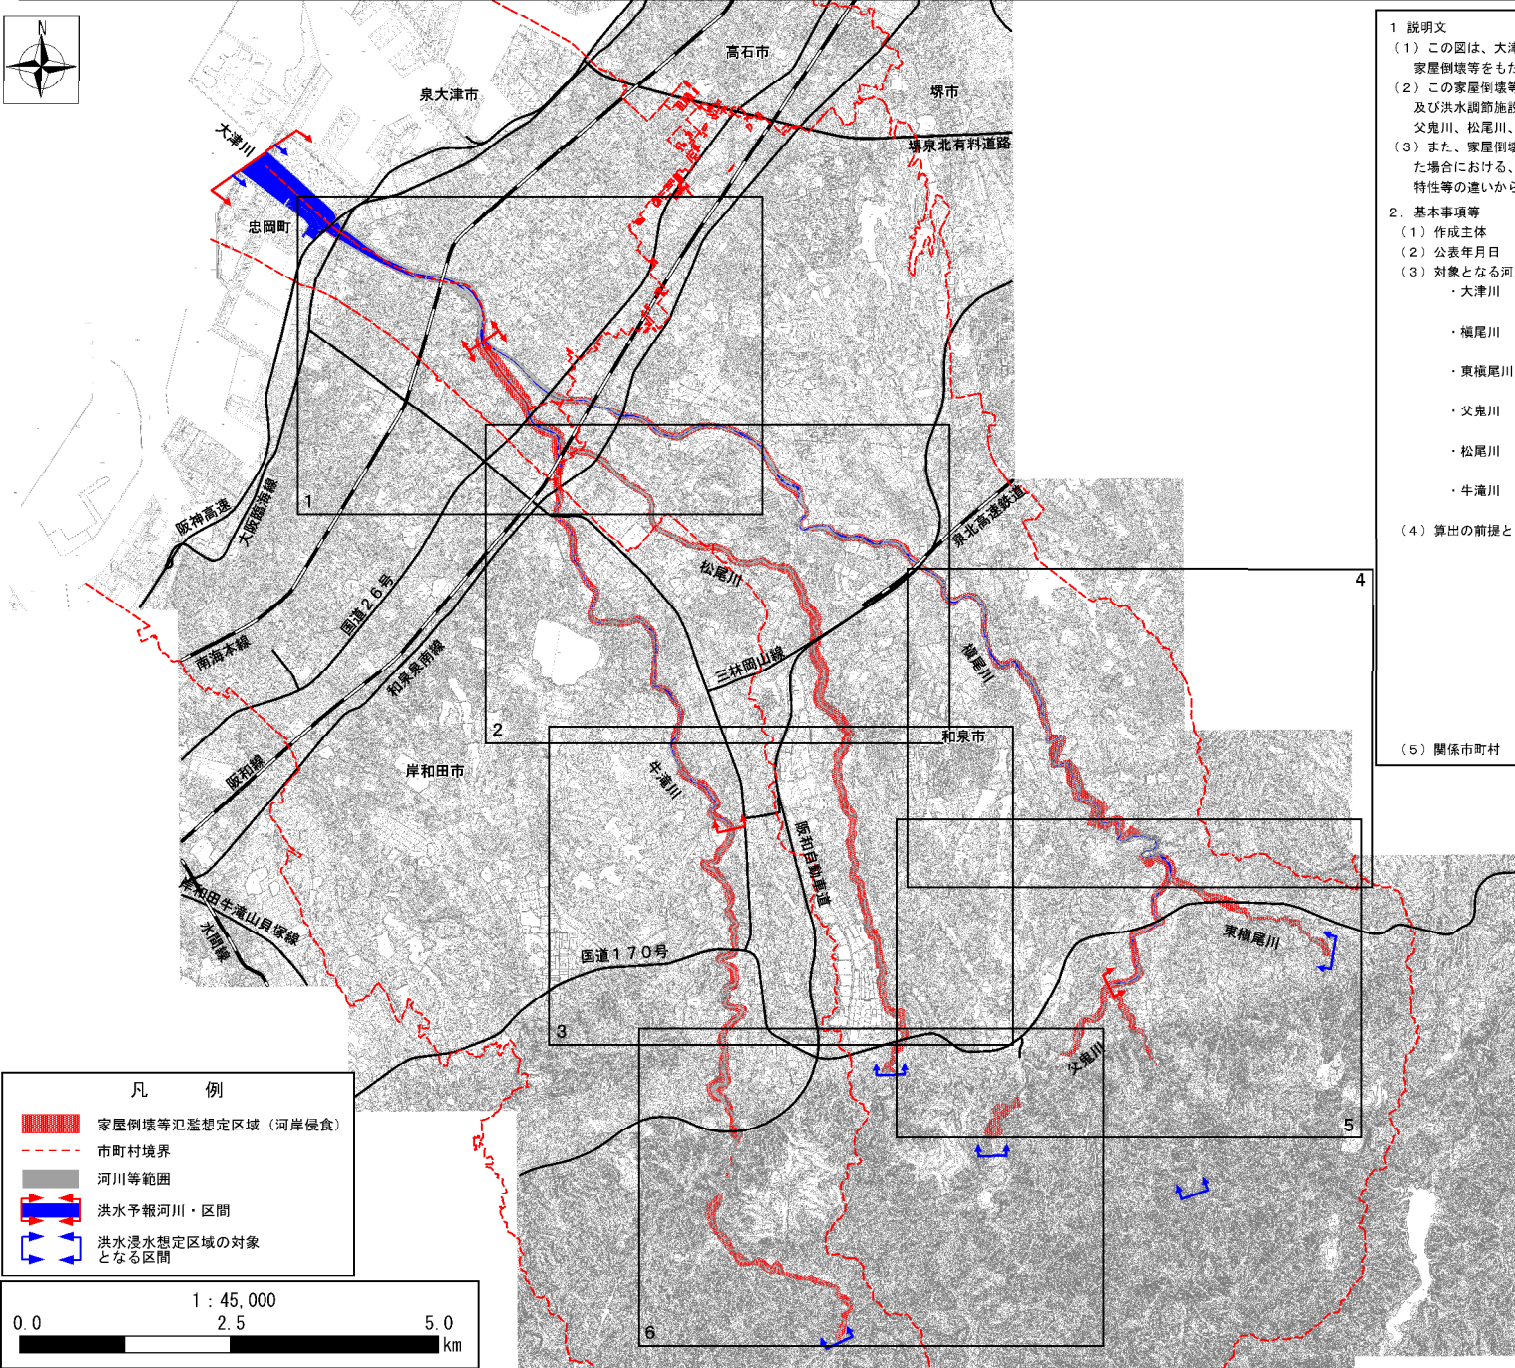 N
高石市
泉大津市
堺市
大津川
堺泉北有料道路
忠岡町
1
阪神高速
大阪臨海線
泉北高速鉄道
松尾川
国道26号
南海本線
和泉泉南線
三林岡山線
槇尾川
4
2
和泉市
阪和線
岸和田市
牛滝川
阪和自動車道
岸和田牛滝山貝塚線
水間線
国道170号
東槇尾川
3
父鬼川
5
6
凡 例
家屋倒壊等氾濫想定区域(河岸侵食)
市町村境界
河川等範囲
洪水予報河川・区間
洪水浸水想定区域の対象
となる区間
1:45,000
0.0 2.5 5.0
km
1 説明文
(1)この図は、大津
家屋倒壊等をもた
(2)この家屋倒壊等
及び洪水調節施設
父鬼川、松尾川、
(3)また、家屋倒壊
た場合における、
特性等の違いから
2. 基本事項等
(1)作成主体
(2)公表年月日
(3)対象となる河
・大津川
・槇尾川
・東槇尾川
・父鬼川
・松尾川
・牛滝川
(4)算出の前提と
(5)関係市町村